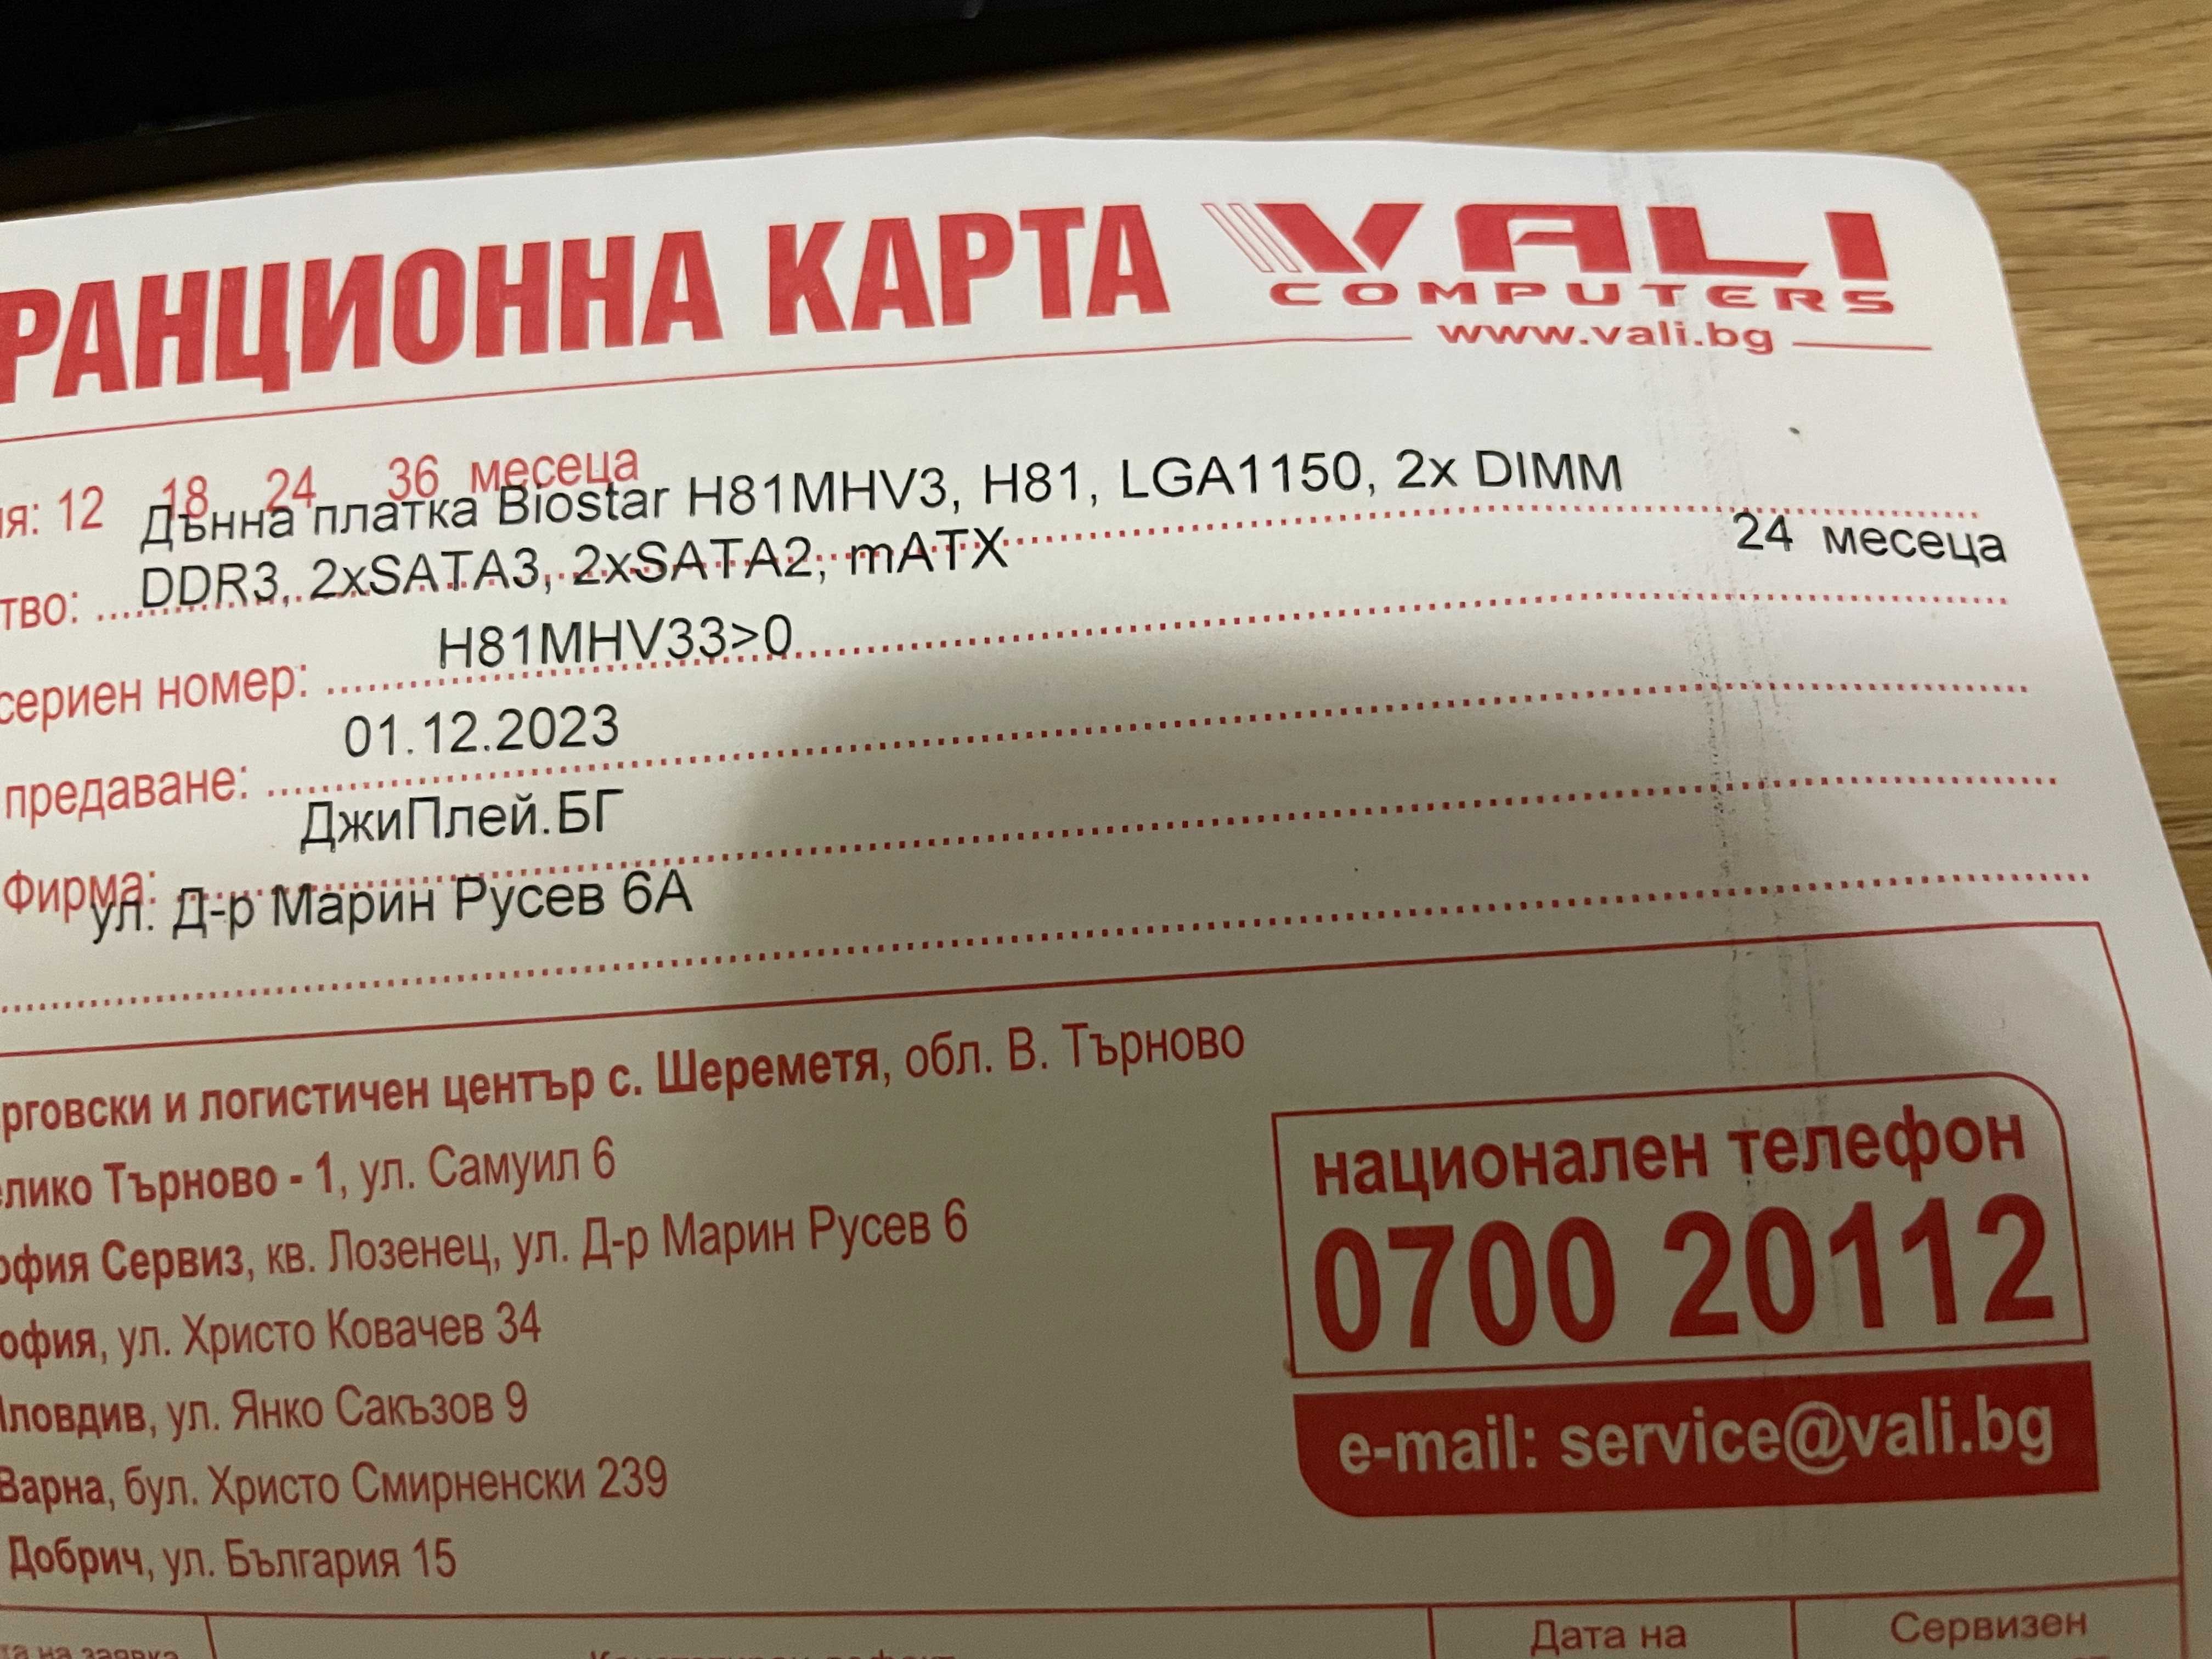 РАНЦИОННА КАРТА
VALI
COMPUTERS
www.vali.bg
ия: 12 18 24 36 месеца
Дънна платка Biostar H81MHV3, H81, LGA1150, 2x DIMM
DDR3, 2xSATA3, 2xSATA2, mATX
24 месеца
тво:
сериен номер: H81MHV33>0
предаване: 01.12.2023
Фирма: ДжиПлей.БГ
ул. Д-р Марин Русев 6А
рговски и логистичен център с. Шереметя, обл. В. Търново
елико Търново - 1, ул. Самуил 6
офия Сервиз, кв. Лозенец, ул. Д-р Марин Русев 6
офия, ул. Христо Ковачев 34
Пловдив, ул. Янко Сакъзов 9
Варна, бул. Христо Смирненски 239
Добрич, ул. България 15
национален телефон
0700 20112
e-mail: service@vali.bg
на заявка
Дата на
Сервизен